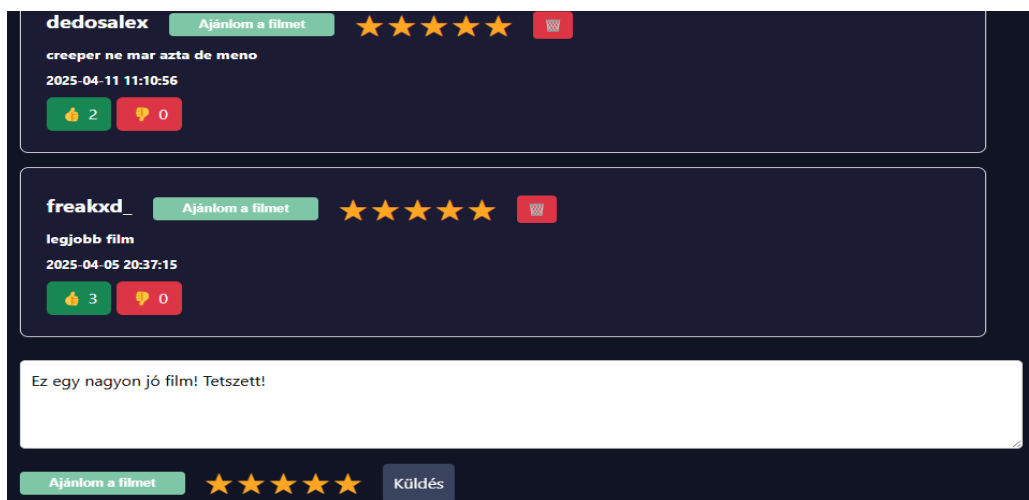 dedosalex Ajánlom a filmet
creeper ne mar azta de meno
2025-04-11 11:10:56
2 0
freakxd_ Ajánlom a filmet
legjobb film
2025-04-05 20:37:15
3 0
Ez egy nagyon jó film! Tetszett!
Ajánlom a filmet Küldés